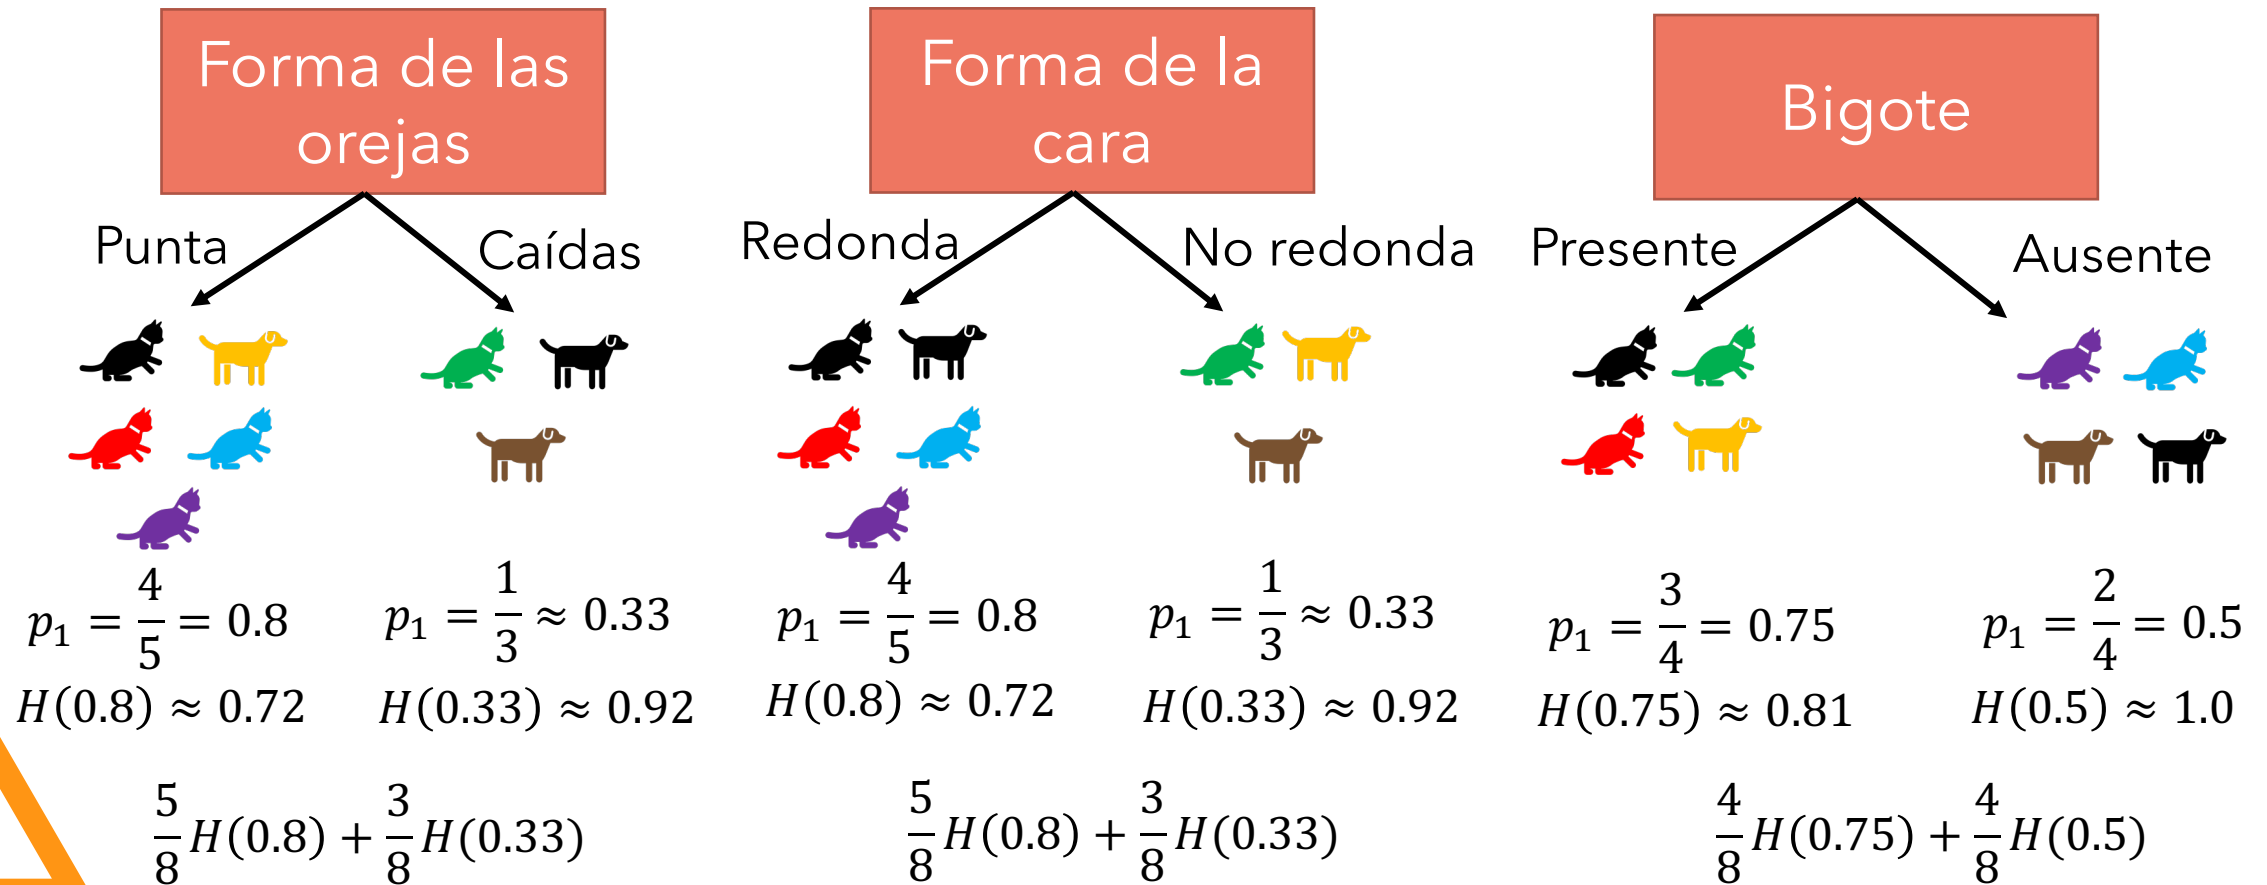 Forma de las
orejas
Punta
Caídas
p₁ = 4/5 = 0.8
p₁ = 1/3 ≈ 0.33
H(0.8) ≈ 0.72
H(0.33) ≈ 0.92
5/8 H(0.8) + 3/8 H(0.33)
Forma de la
cara
Redonda
No redonda
p₁ = 4/5 = 0.8
p₁ = 1/3 ≈ 0.33
H(0.8) ≈ 0.72
H(0.33) ≈ 0.92
5/8 H(0.8) + 3/8 H(0.33)
Bigote
Presente
Ausente
p₁ = 3/4 = 0.75
p₁ = 2/4 = 0.5
H(0.75) ≈ 0.81
H(0.5) ≈ 1.0
4/8 H(0.75) + 4/8 H(0.5)